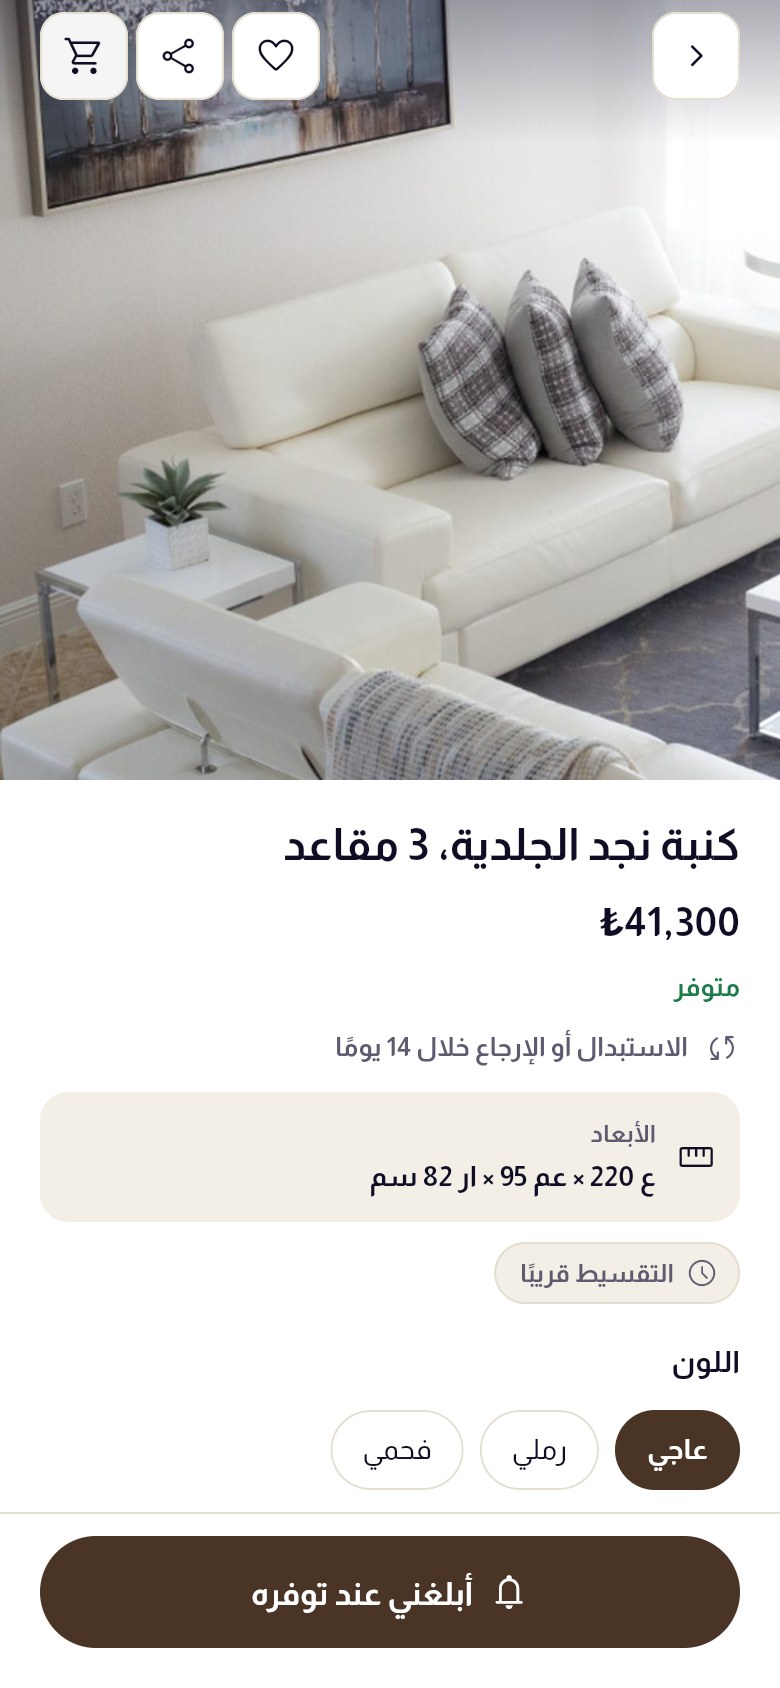 كنبة نجد الجلدية، 3 مقاعد
₺41,300
متوفر
الاستبدال أو الإرجاع خلال 14 يومًا
الأبعاد
ع 220 × عم 95 × ار 82 سم
التقسيط قريبًا
اللون
عاجي
رملي
فحمي
أبلغني عند توفره